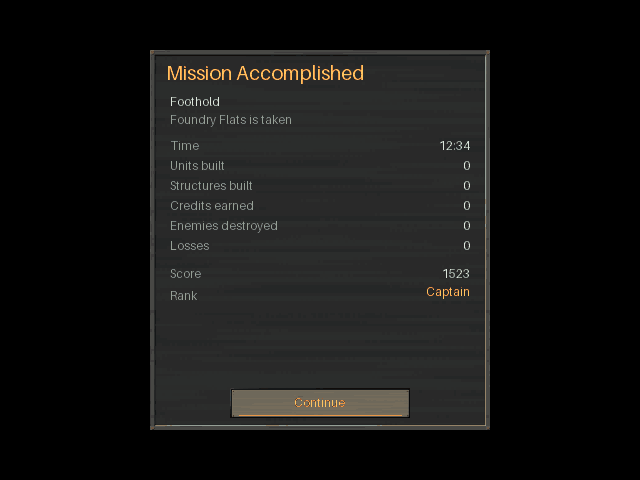 Mission Accomplished
Foothold
Foundry Flats is taken
Time 12:34
Units built 0
Structures built 0
Credits earned 0
Enemies destroyed 0
Losses 0
Score 1523
Rank Captain
Continue